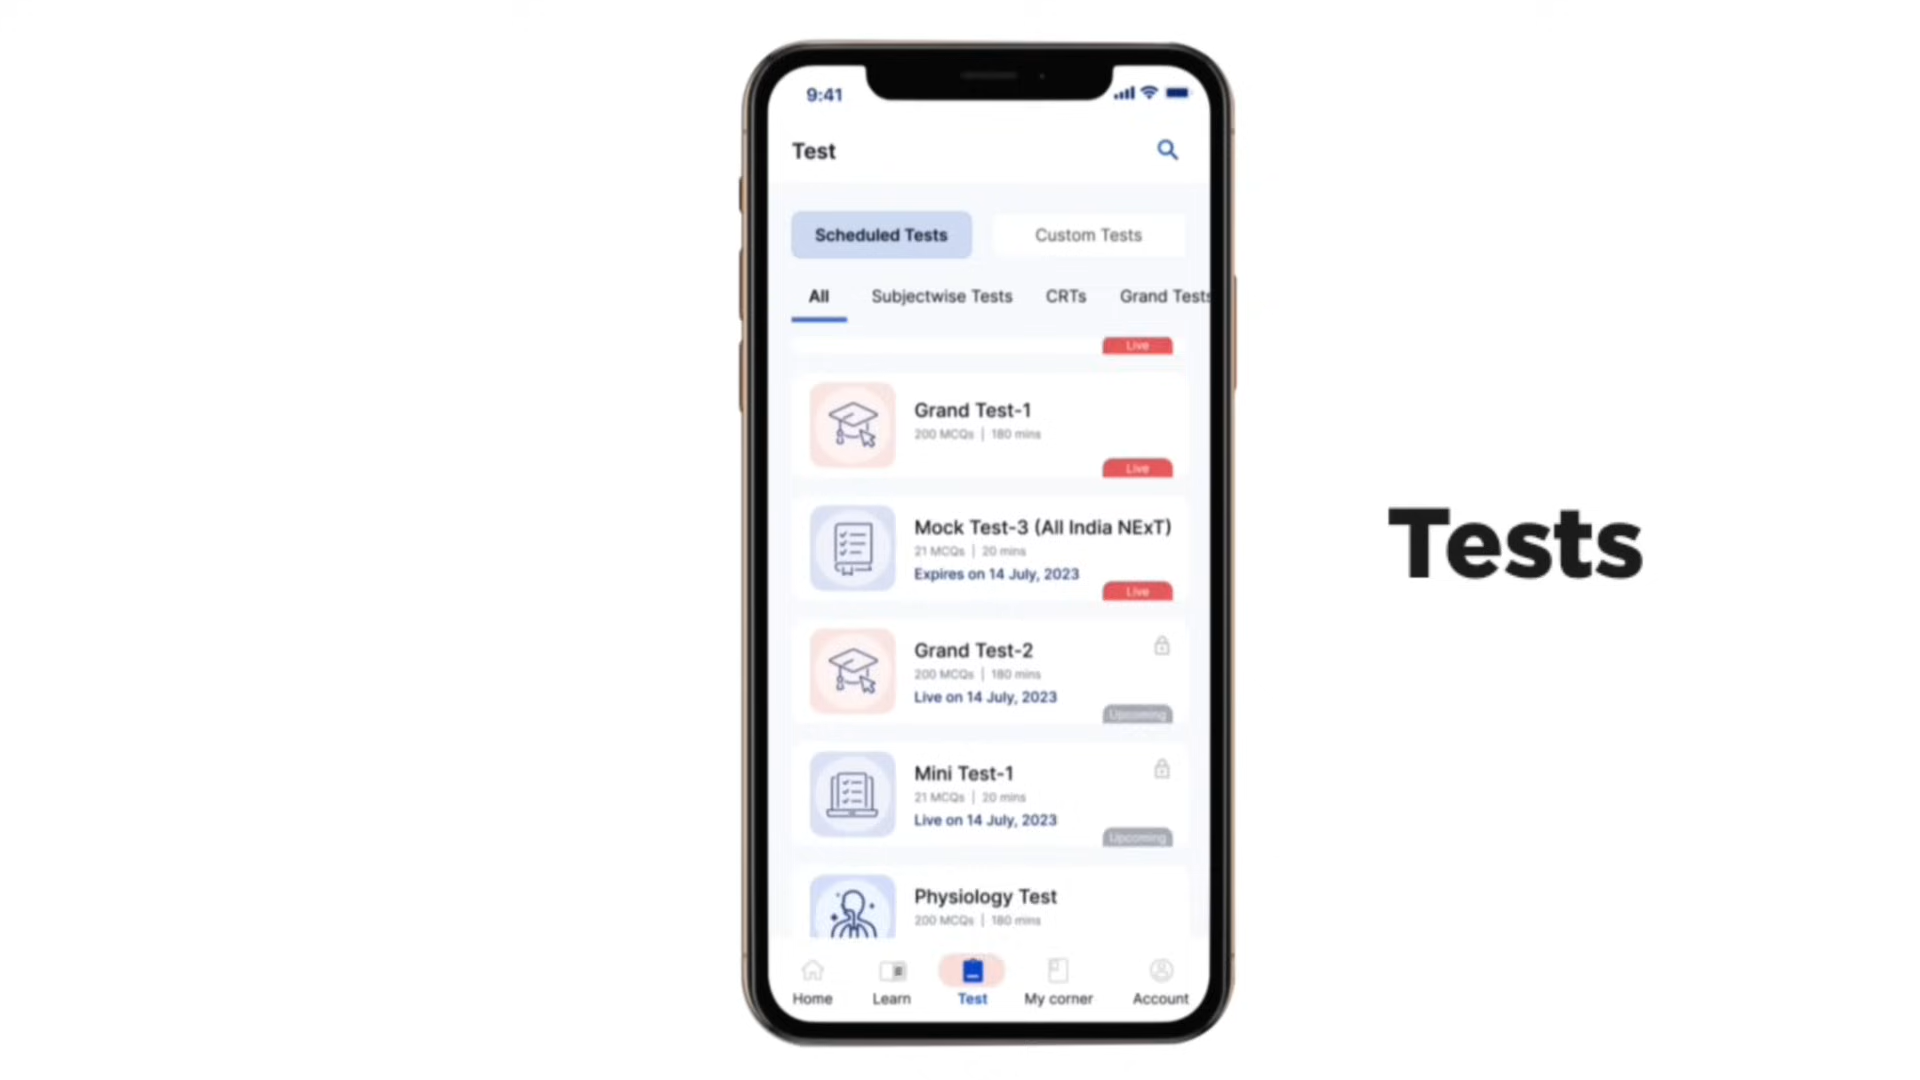 9:41
Test
Scheduled Tests
Custom Tests
All
Subjectwise Tests
CRTs
Grand Tests
Live
Grand Test-1
200 MCQs | 180 mins
Live
Mock Test-3 (All India NExT)
21 MCQs | 20 mins
Expires on 14 July, 2023
Live
Grand Test-2
200 MCQs | 180 mins
Live on 14 July, 2023
Upcoming
Mini Test-1
21 MCQs | 20 mins
Live on 14 July, 2023
Upcoming
Physiology Test
200 MCQs | 180 mins
Home
Learn
Test
My corner
Account
Tests